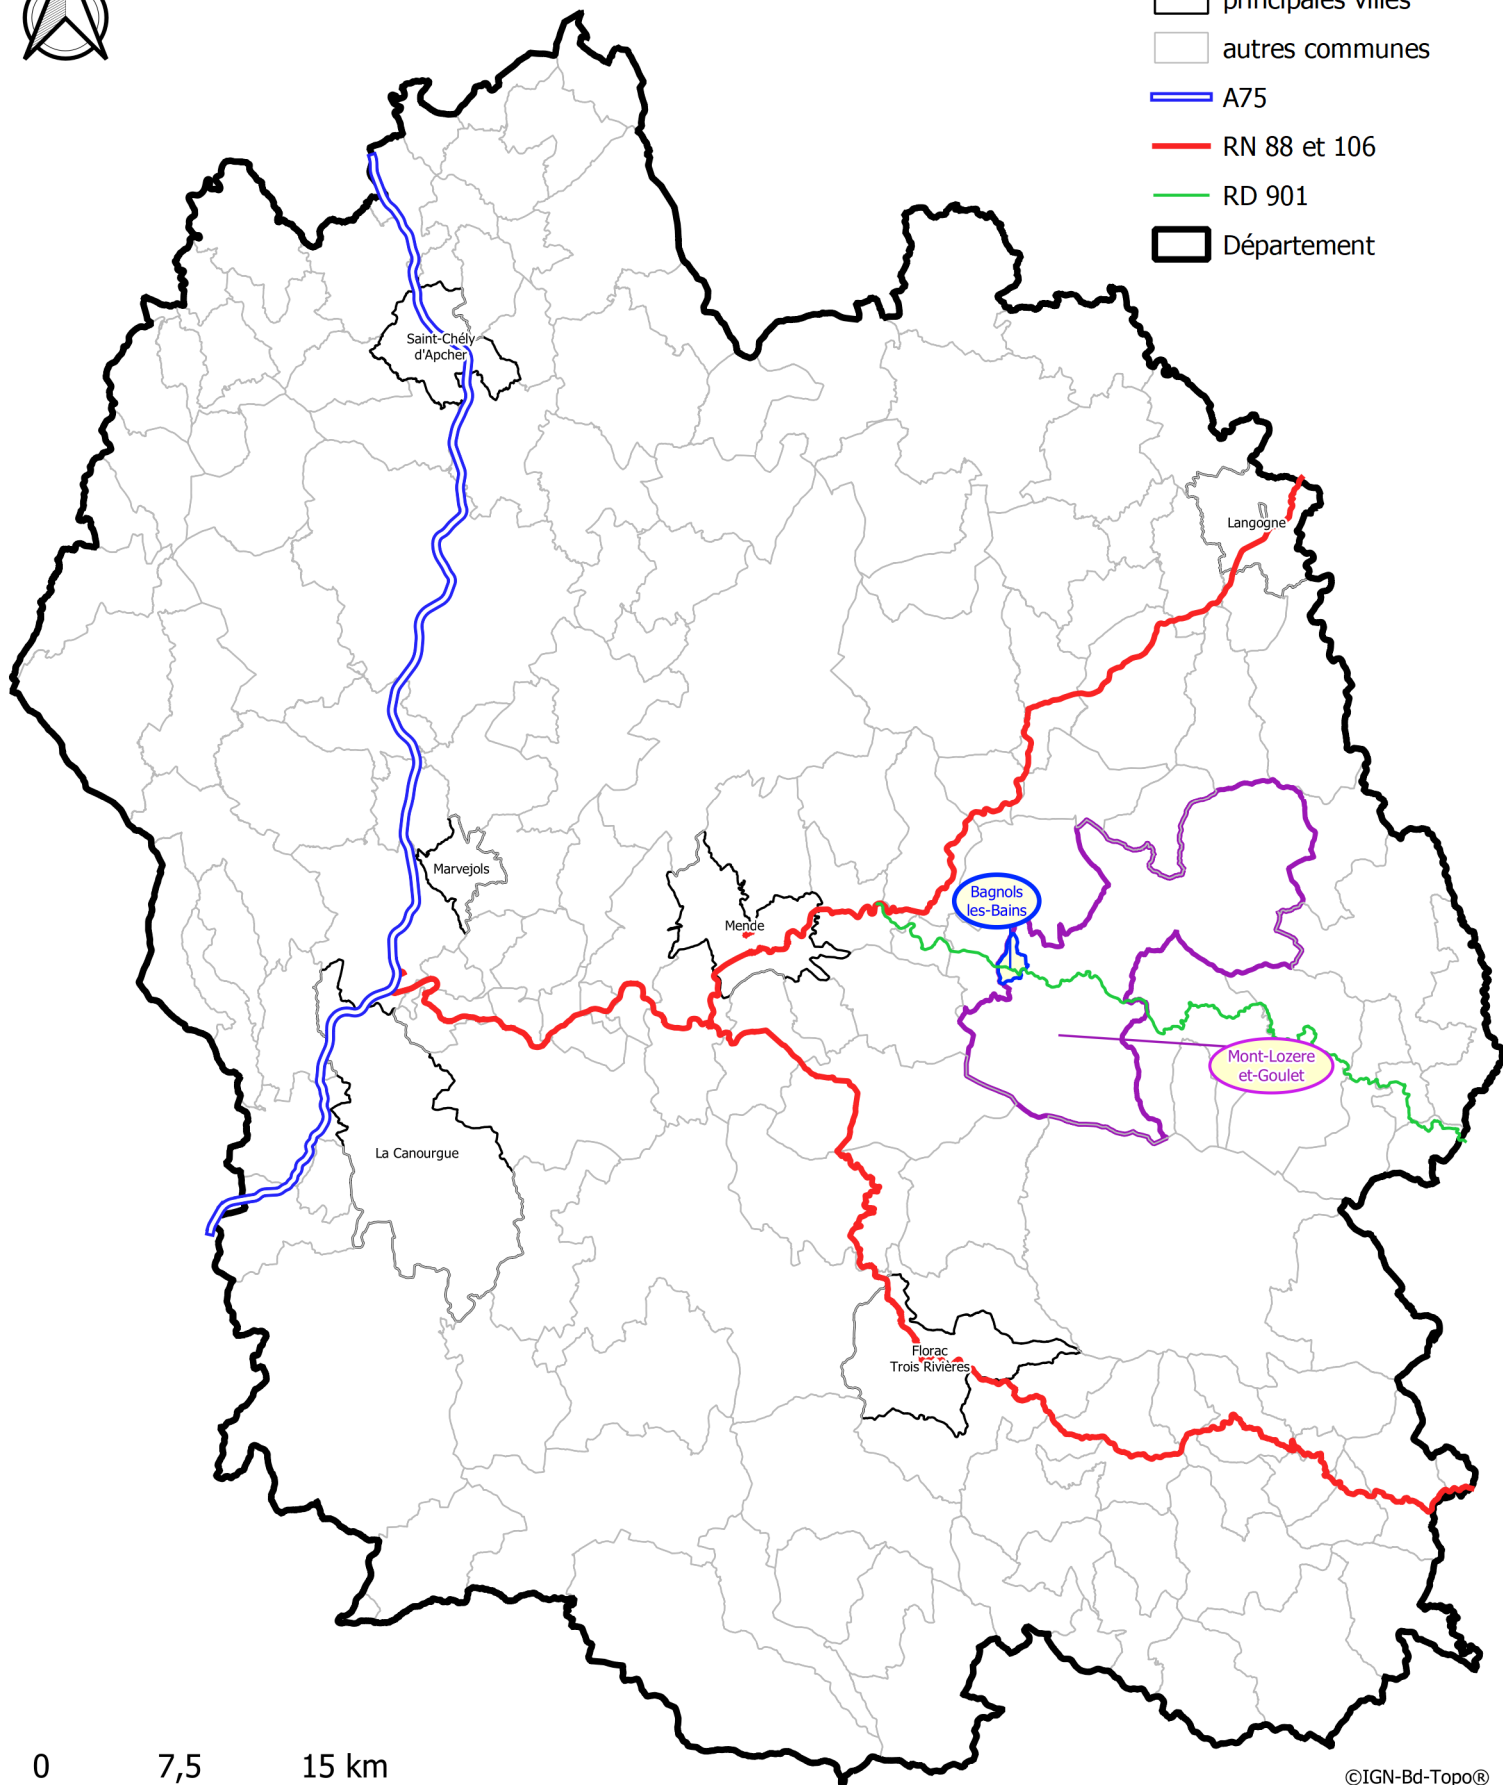 principales villes
autres communes
A75
RN 88 et 106
RD 901
Département
Saint-Chély
d'Apcher
Langogne
Marvejols
Bagnols
les-Bains
Mende
Mont-Lozere
et-Goulet
La Canourgue
Florac
Trois Rivières
0 7,5 15 km
©IGN-Bd-Topo®